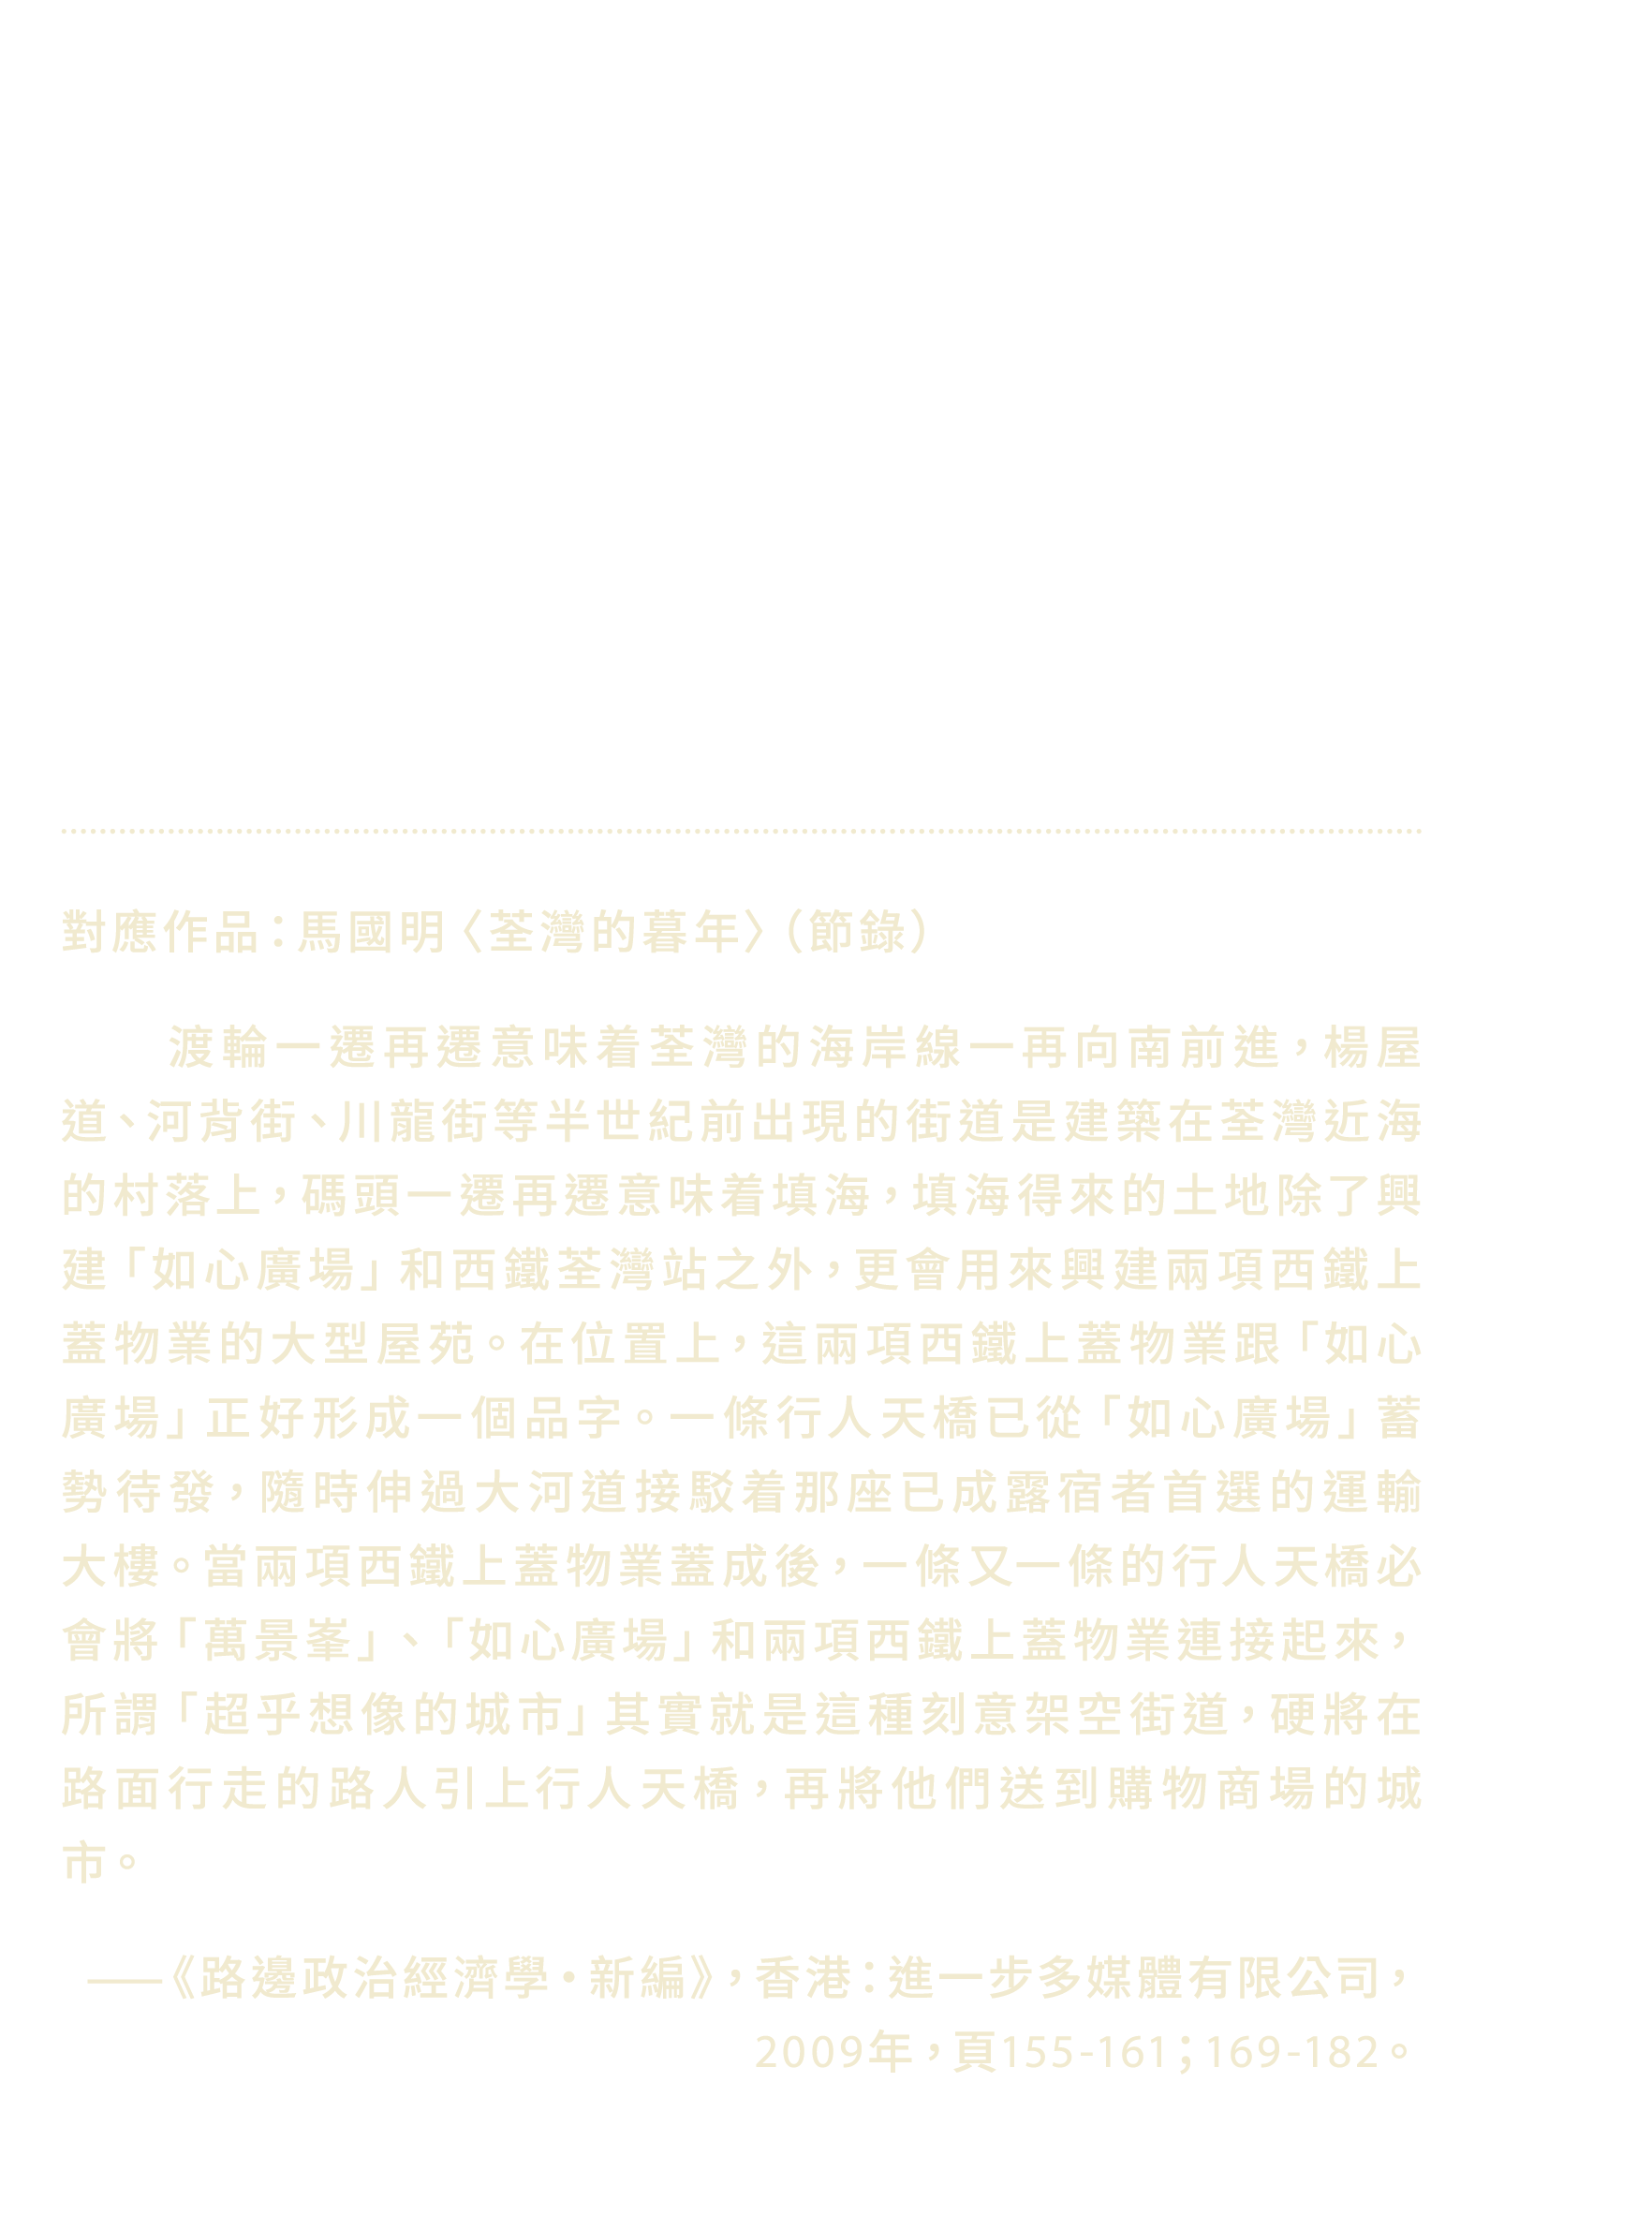 對應作品：馬國明〈荃灣的暮年〉（節錄）
渡輪一遷再遷意味着荃灣的海岸線一再向南前進，楊屋
道、河背街、川龍街等半世紀前出現的街道是建築在荃灣近海
的村落上，碼頭一遷再遷意味着填海，填海得來的土地除了興
建「如心廣場」和西鐵荃灣站之外，更會用來興建兩項西鐵上
蓋物業的大型屋苑。在位置上，這兩項西鐵上蓋物業跟「如心
廣場」正好形成一個品字。一條行人天橋已從「如心廣場」蓄
勢待發，隨時伸過大河道接駁着那座已成露宿者首選的運輸
大樓。當兩項西鐵上蓋物業蓋成後，一條又一條的行人天橋必
會將「萬景峯」、「如心廣場」和兩項西鐵上蓋物業連接起來，
所謂「超乎想像的城市」其實就是這種刻意架空街道，硬將在
路面行走的路人引上行人天橋，再將他們送到購物商場的城
市。
——《路邊政治經濟學‧新編》，香港：進一步多媒體有限公司，
2009年，頁155-161；169-182。